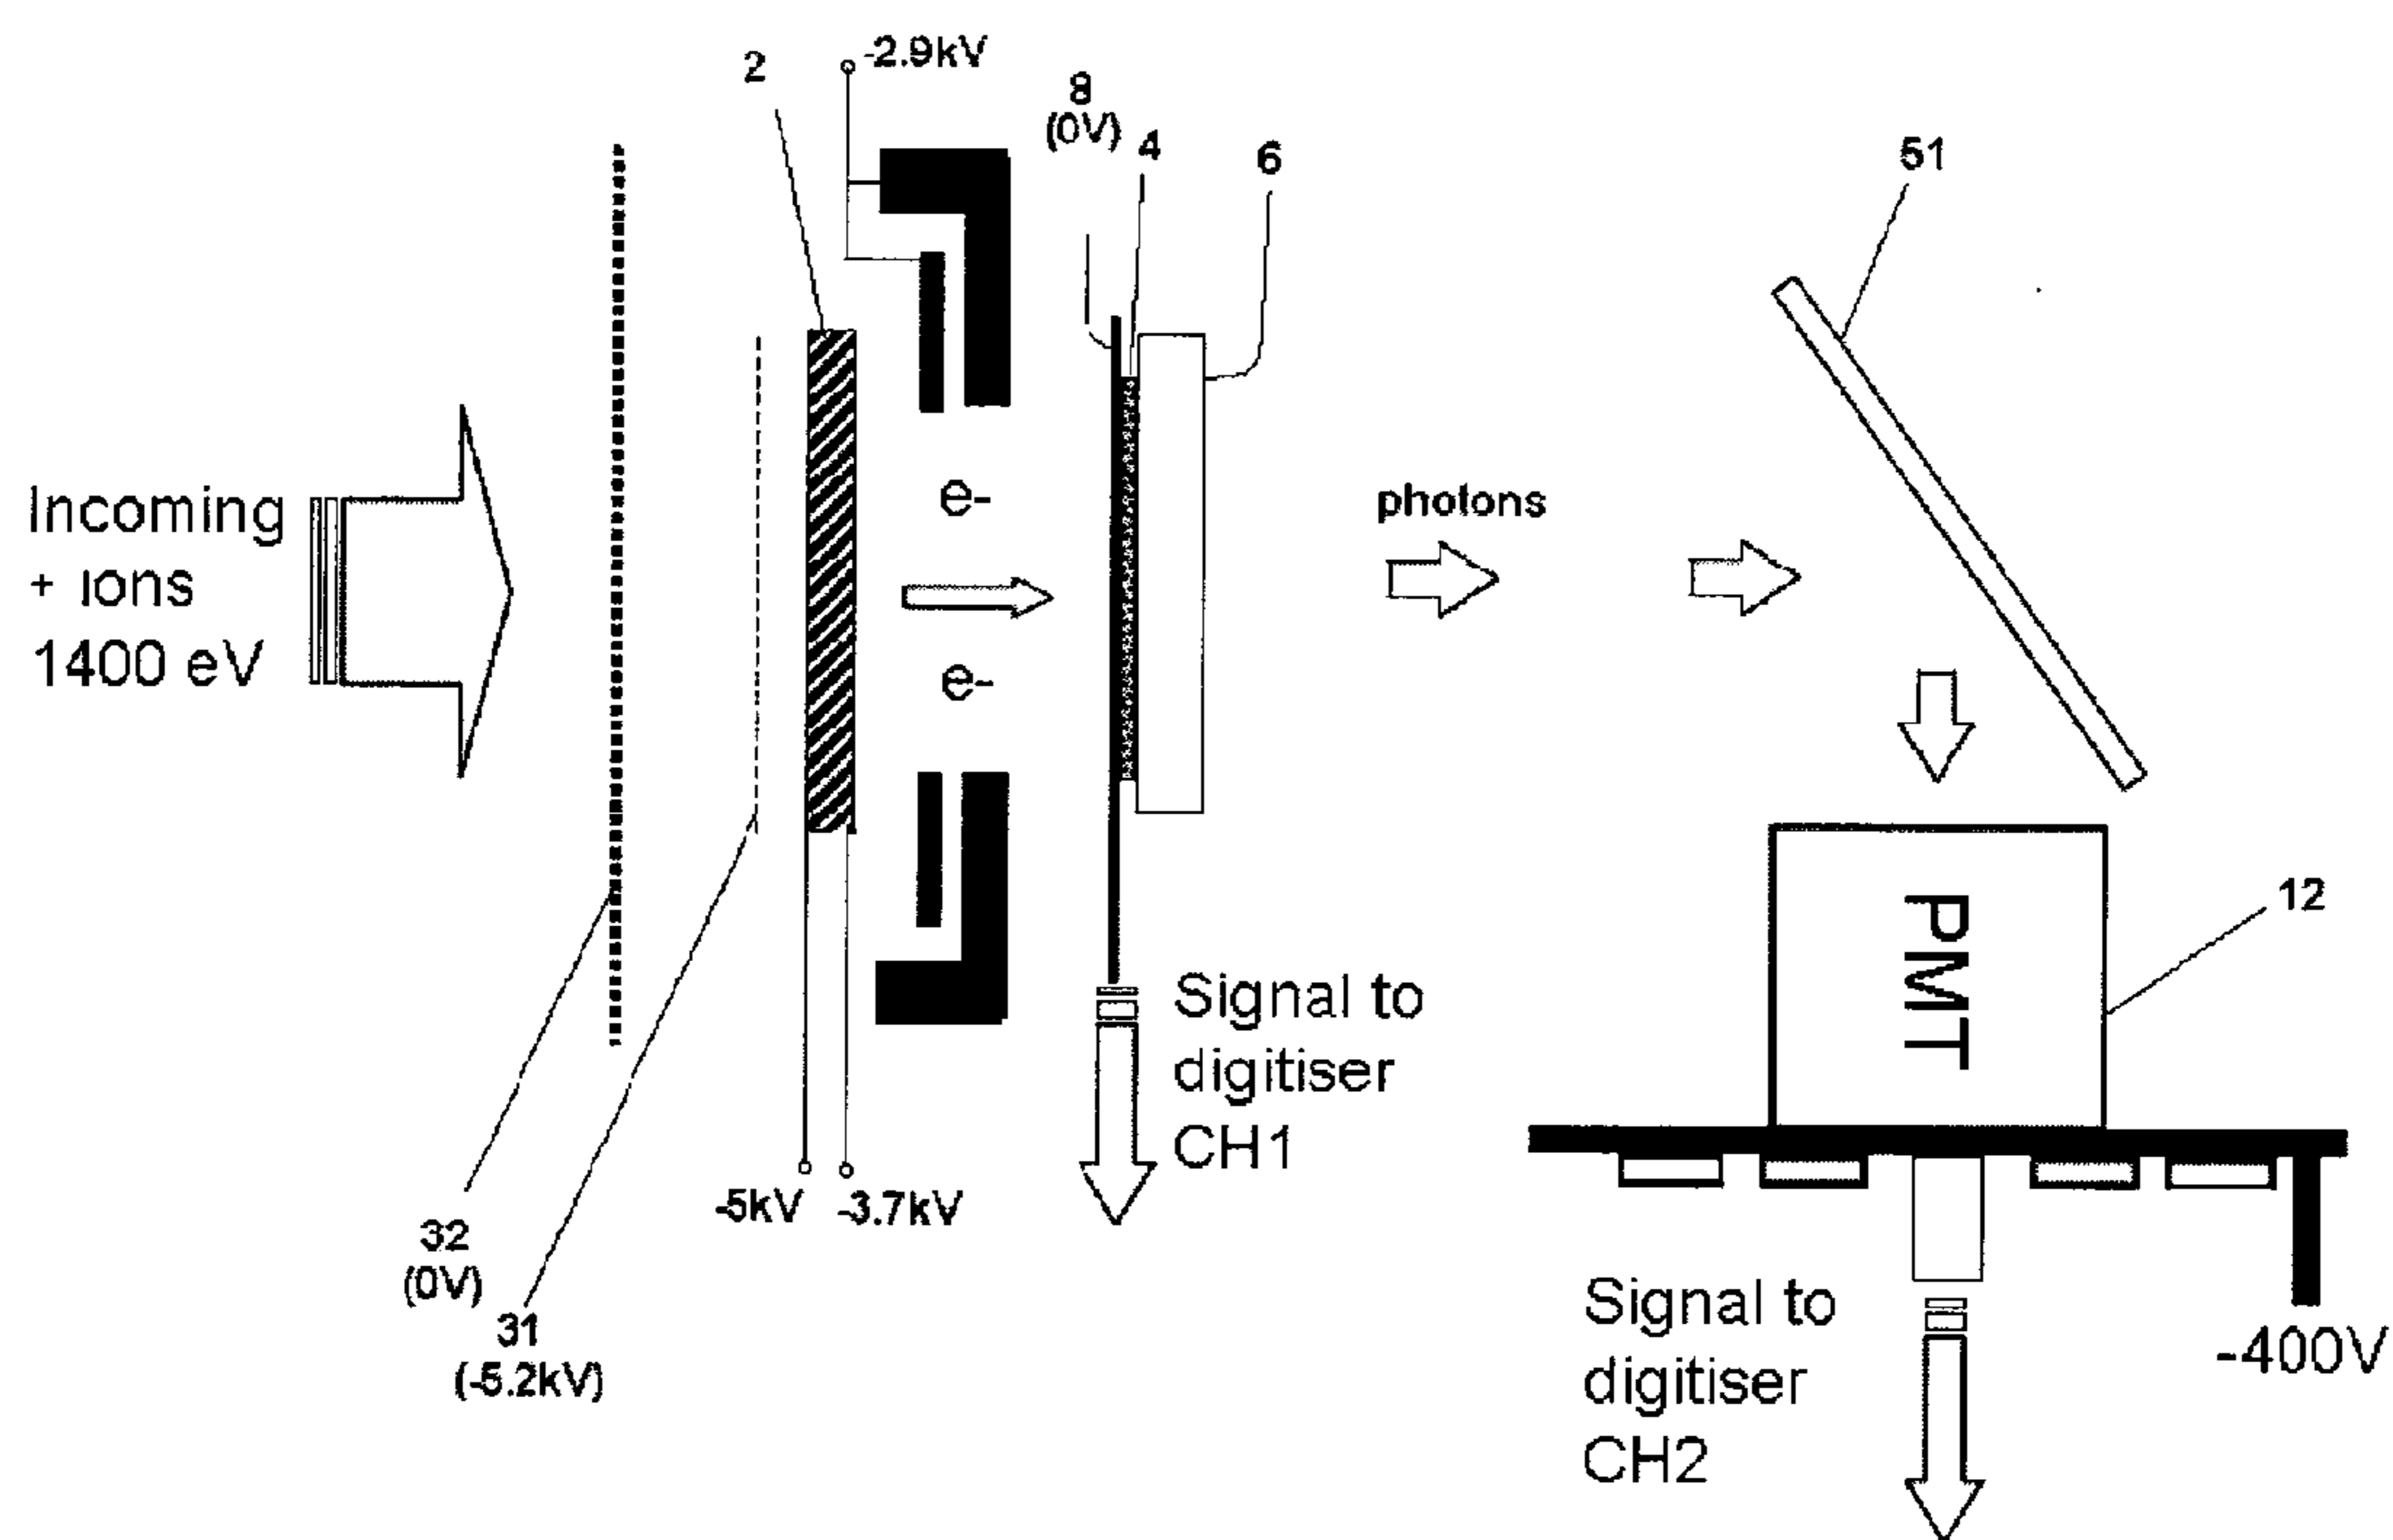 2
-2.9kV
8
(0V)
4
6
51
Incoming
+ Ions
1400 eV
e-
e-
photons
PMT
12
Signal to
digitiser
CH1
-5kV
-3.7kV
32
(0V)
31
(-5.2kV)
Signal to
digitiser
CH2
-400V